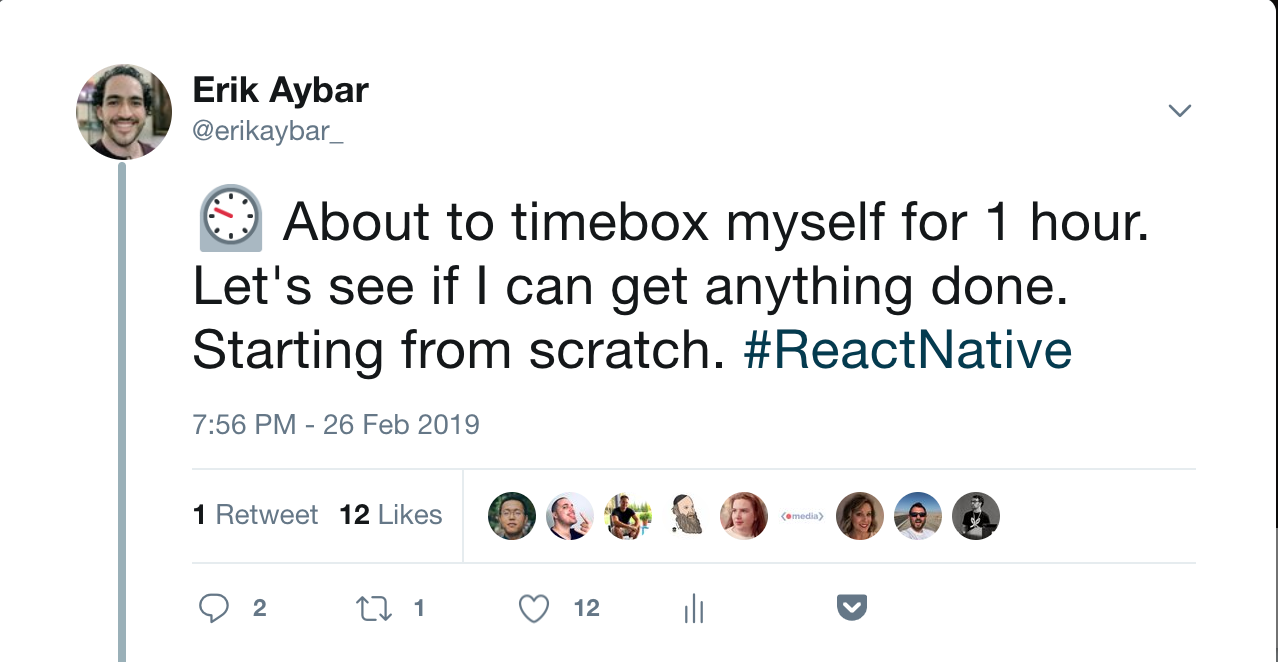 Erik Aybar
@erikaybar_
About to timebox myself for 1 hour.
Let's see if I can get anything done.
Starting from scratch. #ReactNative
7:56 PM - 26 Feb 2019
1 Retweet 12 Likes
<omedia>
2 1 12